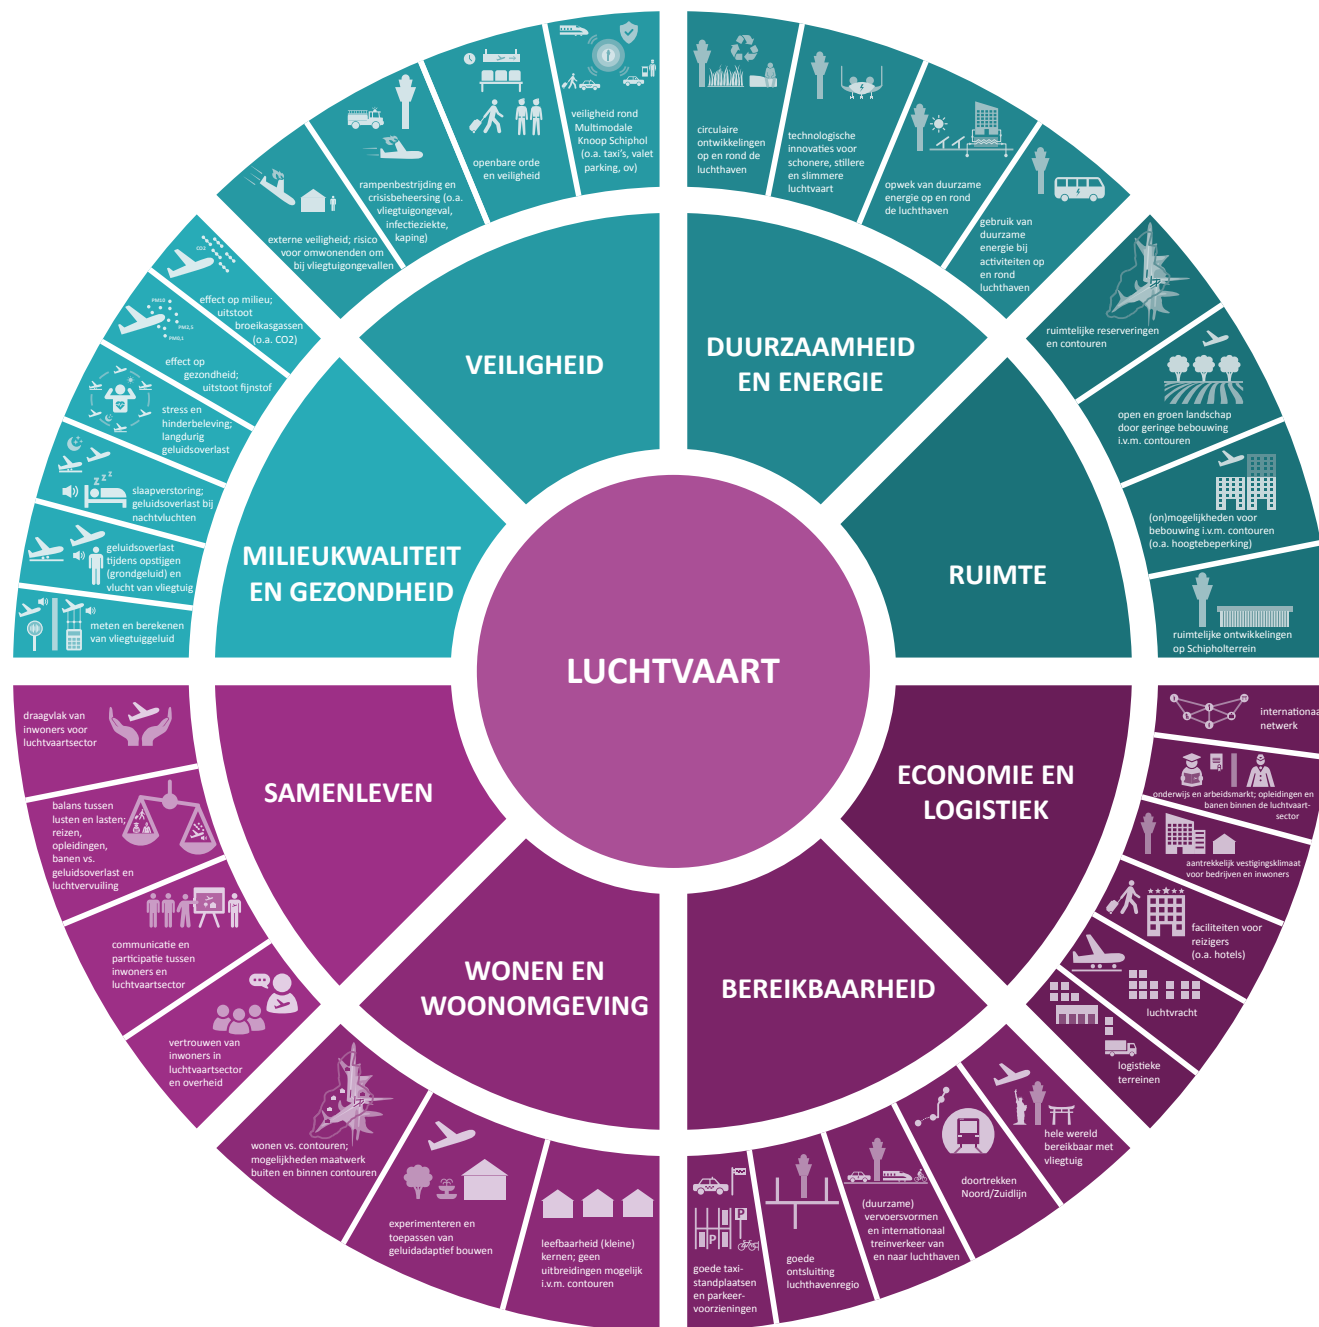 LUCHTVAART
VEILIGHEID
externe veiligheid; risico
voor omwonenden om
bij vliegtuigongevallen
rampenbestrijding en
crisisbeheersing (o.a.
vliegtuigongeval,
infectieziekte,
kaping)
openbare orde
en veiligheid
veiligheid rond
Multimodale
Knoop Schiphol
(o.a. taxi's, valet
parking, ov)
DUURZAAMHEID
EN ENERGIE
circulaire
ontwikkelingen
op en rond de
luchthaven
technologische
innovaties voor
schonere, stillere
en slimmere
luchtvaart
opwek van duurzame
energie op en rond
de luchthaven
gebruik van
duurzame
energie bij
activiteiten op
en rond
luchthaven
RUIMTE
ruimtelijke reserveringen
en contouren
open en groen landschap
door geringe bebouwing
i.v.m. contouren
(on)mogelijkheden voor
bebouwing i.v.m. contouren
(o.a. hoogtebeperking)
ruimtelijke ontwikkelingen
op Schipholterrein
ECONOMIE EN
LOGISTIEK
internationaa
netwerk
onderwijs en arbeidsmarkt; opleidingen en
banen binnen de luchtvaart-
sector
aantrekkelijk vestigingsklimaat
voor bedrijven en inwoners
faciliteiten voor
reizigers
(o.a. hotels)
luchtvracht
logistieke
terreinen
BEREIKBAARHEID
hele wereld
bereikbaar met
vliegtuig
doortrekken
Noord/Zuidlijn
(duurzame)
vervoersvormen
en internationaal
treinverkeer van
en naar luchthaven
goede
ontsluiting
luchthavenregio
P
P
goede taxi-
standplaatsen
en parkeer-
voorzieningen
WONEN EN
WOONOMGEVING
leefbaarheid (kleine)
kernen; geen
uitbreidingen mogelijk
i.v.m. contouren
experimenteren en
toepassen van
geluidadaptief bouwen
wonen vs. contouren;
mogelijkheden maatwerk
buiten en binnen contouren
SAMENLEVEN
vertrouwen van
inwoners in
luchtvaartsector
en overheid
communicatie en
participatie tussen
inwoners en
luchtvaartsector
balans tussen
lusten en lasten;
reizen,
opleidingen,
banen vs.
geluidsoverlast en
luchtvervuiling
draagvlak van
inwoners voor
luchtvaartsector
MILIEUKWALITEIT
EN GEZONDHEID
meten en berekenen
van vliegtuiggeluid
geluidsoverlast
tijdens opstijgen
(grondgeluid) en
vlucht van vliegtuig
z z z
slaapverstoring;
geluidsoverlast bij
nachtvluchten
stress en
hinderbeleving;
langdurig
geluidsoverlast
PM10
PM2,5
PM0,1
effect op
gezondheid;
uitstoot fijnstof
CO2
effect op milieu;
uitstoot
broeikasgassen
(o.a. CO2)